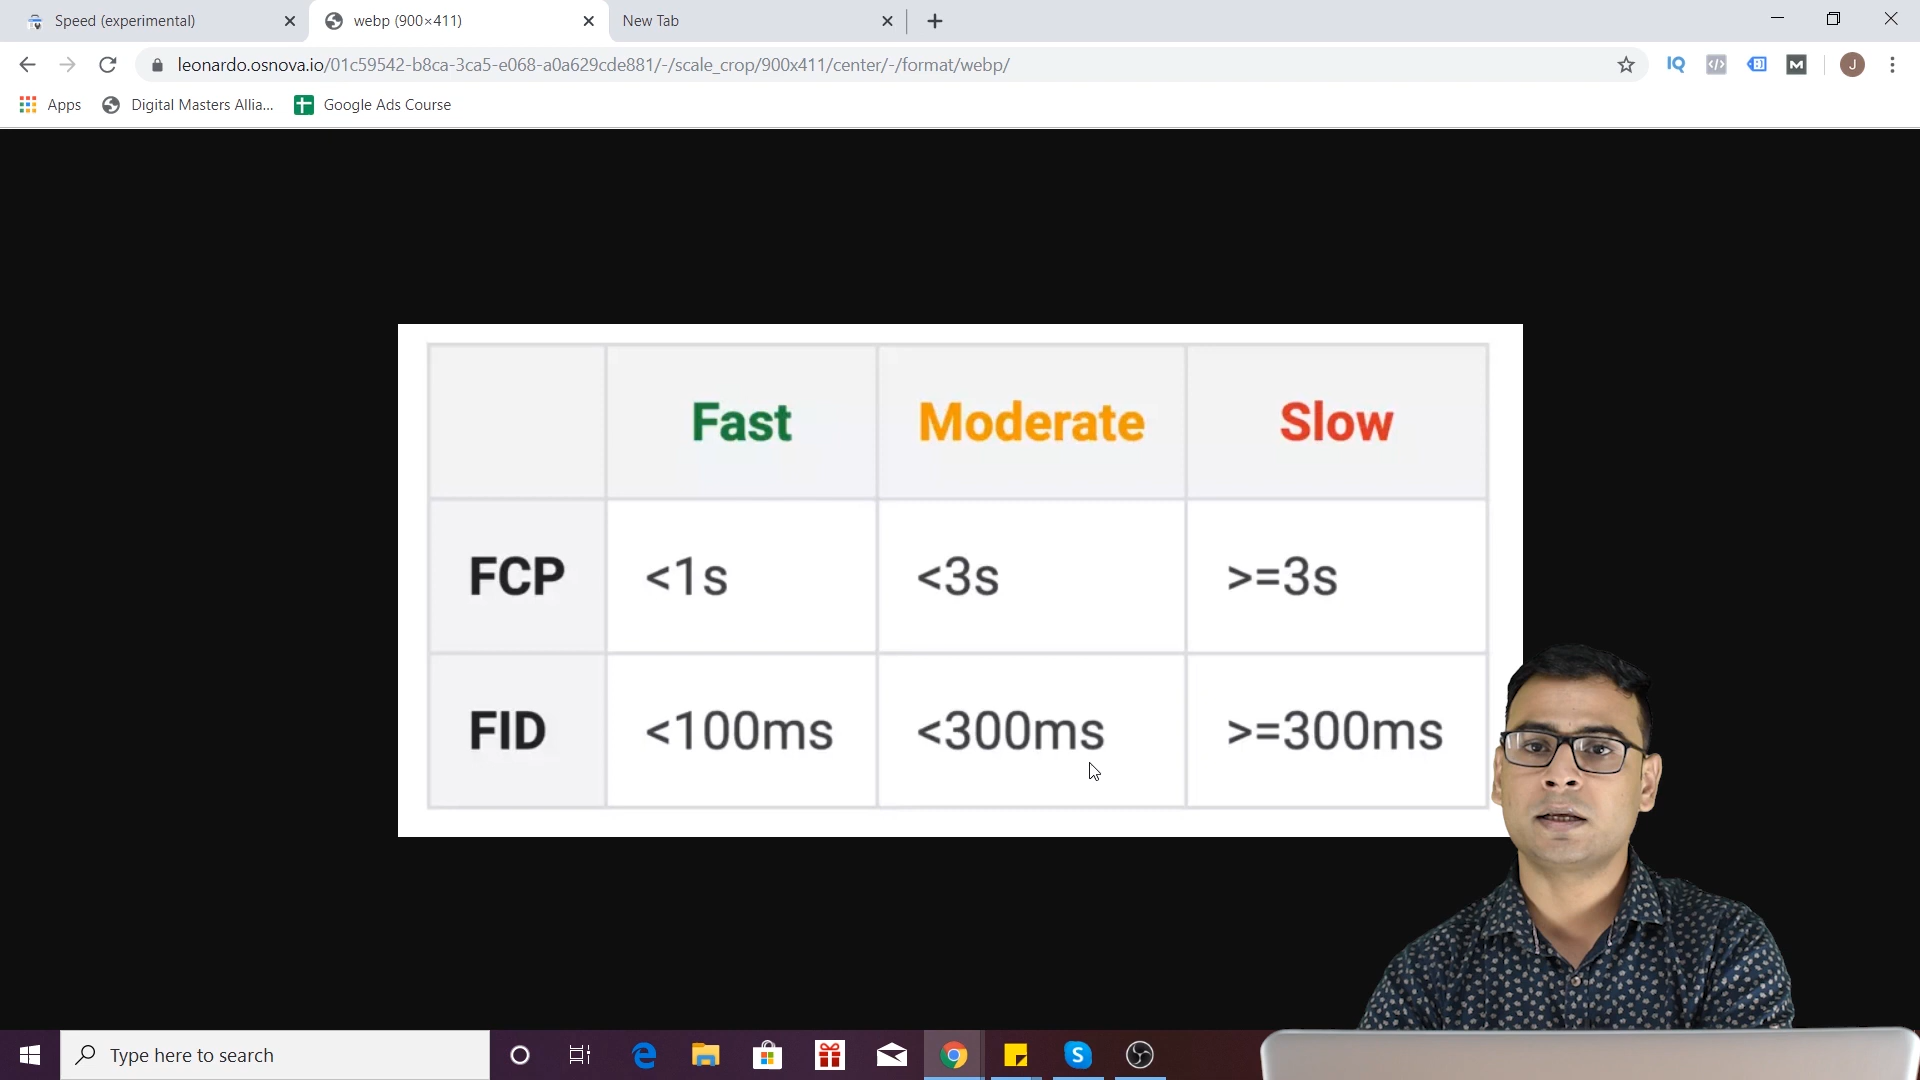 Speed (experimental)
webp (900×411)
New Tab
leonardo.osnova.io/01c59542-b8ca-3ca5-e068-a0a629cde881/-/scale_crop/900x411/center/-/format/webp/
IQ
M
J
Apps
Digital Masters Allia...
Google Ads Course
Fast Moderate Slow
FCP <1s <3s >=3s
FID <100ms <300ms >=300ms
Type here to search